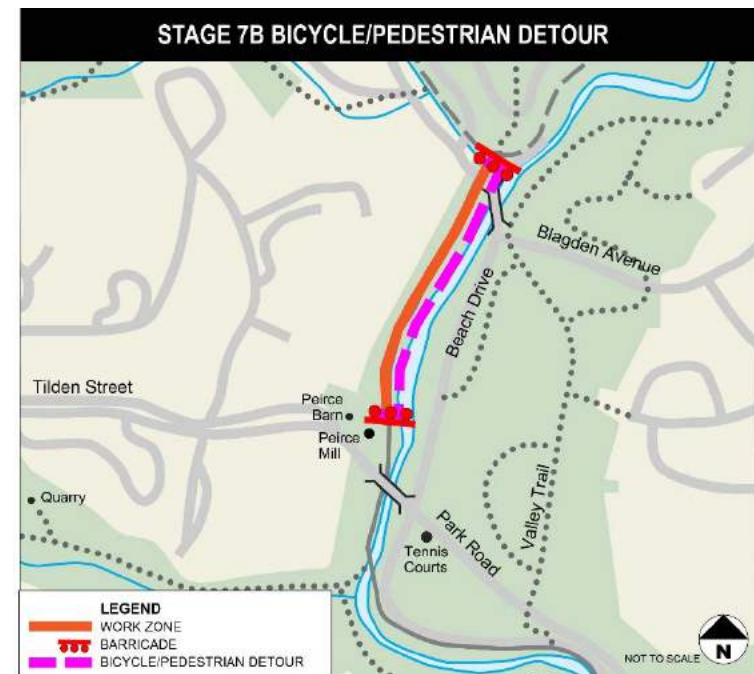 STAGE 7B BICYCLE/PEDESTRIAN DETOUR
Blagden Avenue
Beach Drive
Tilden Street
Peirce
Barn
Peirce
Mill
Quarry
Valley Trail
Park Road
Tennis
Courts
LEGEND
WORK ZONE
BARRICADE
BICYCLE/PEDESTRIAN DETOUR
NOT TO SCALE
N